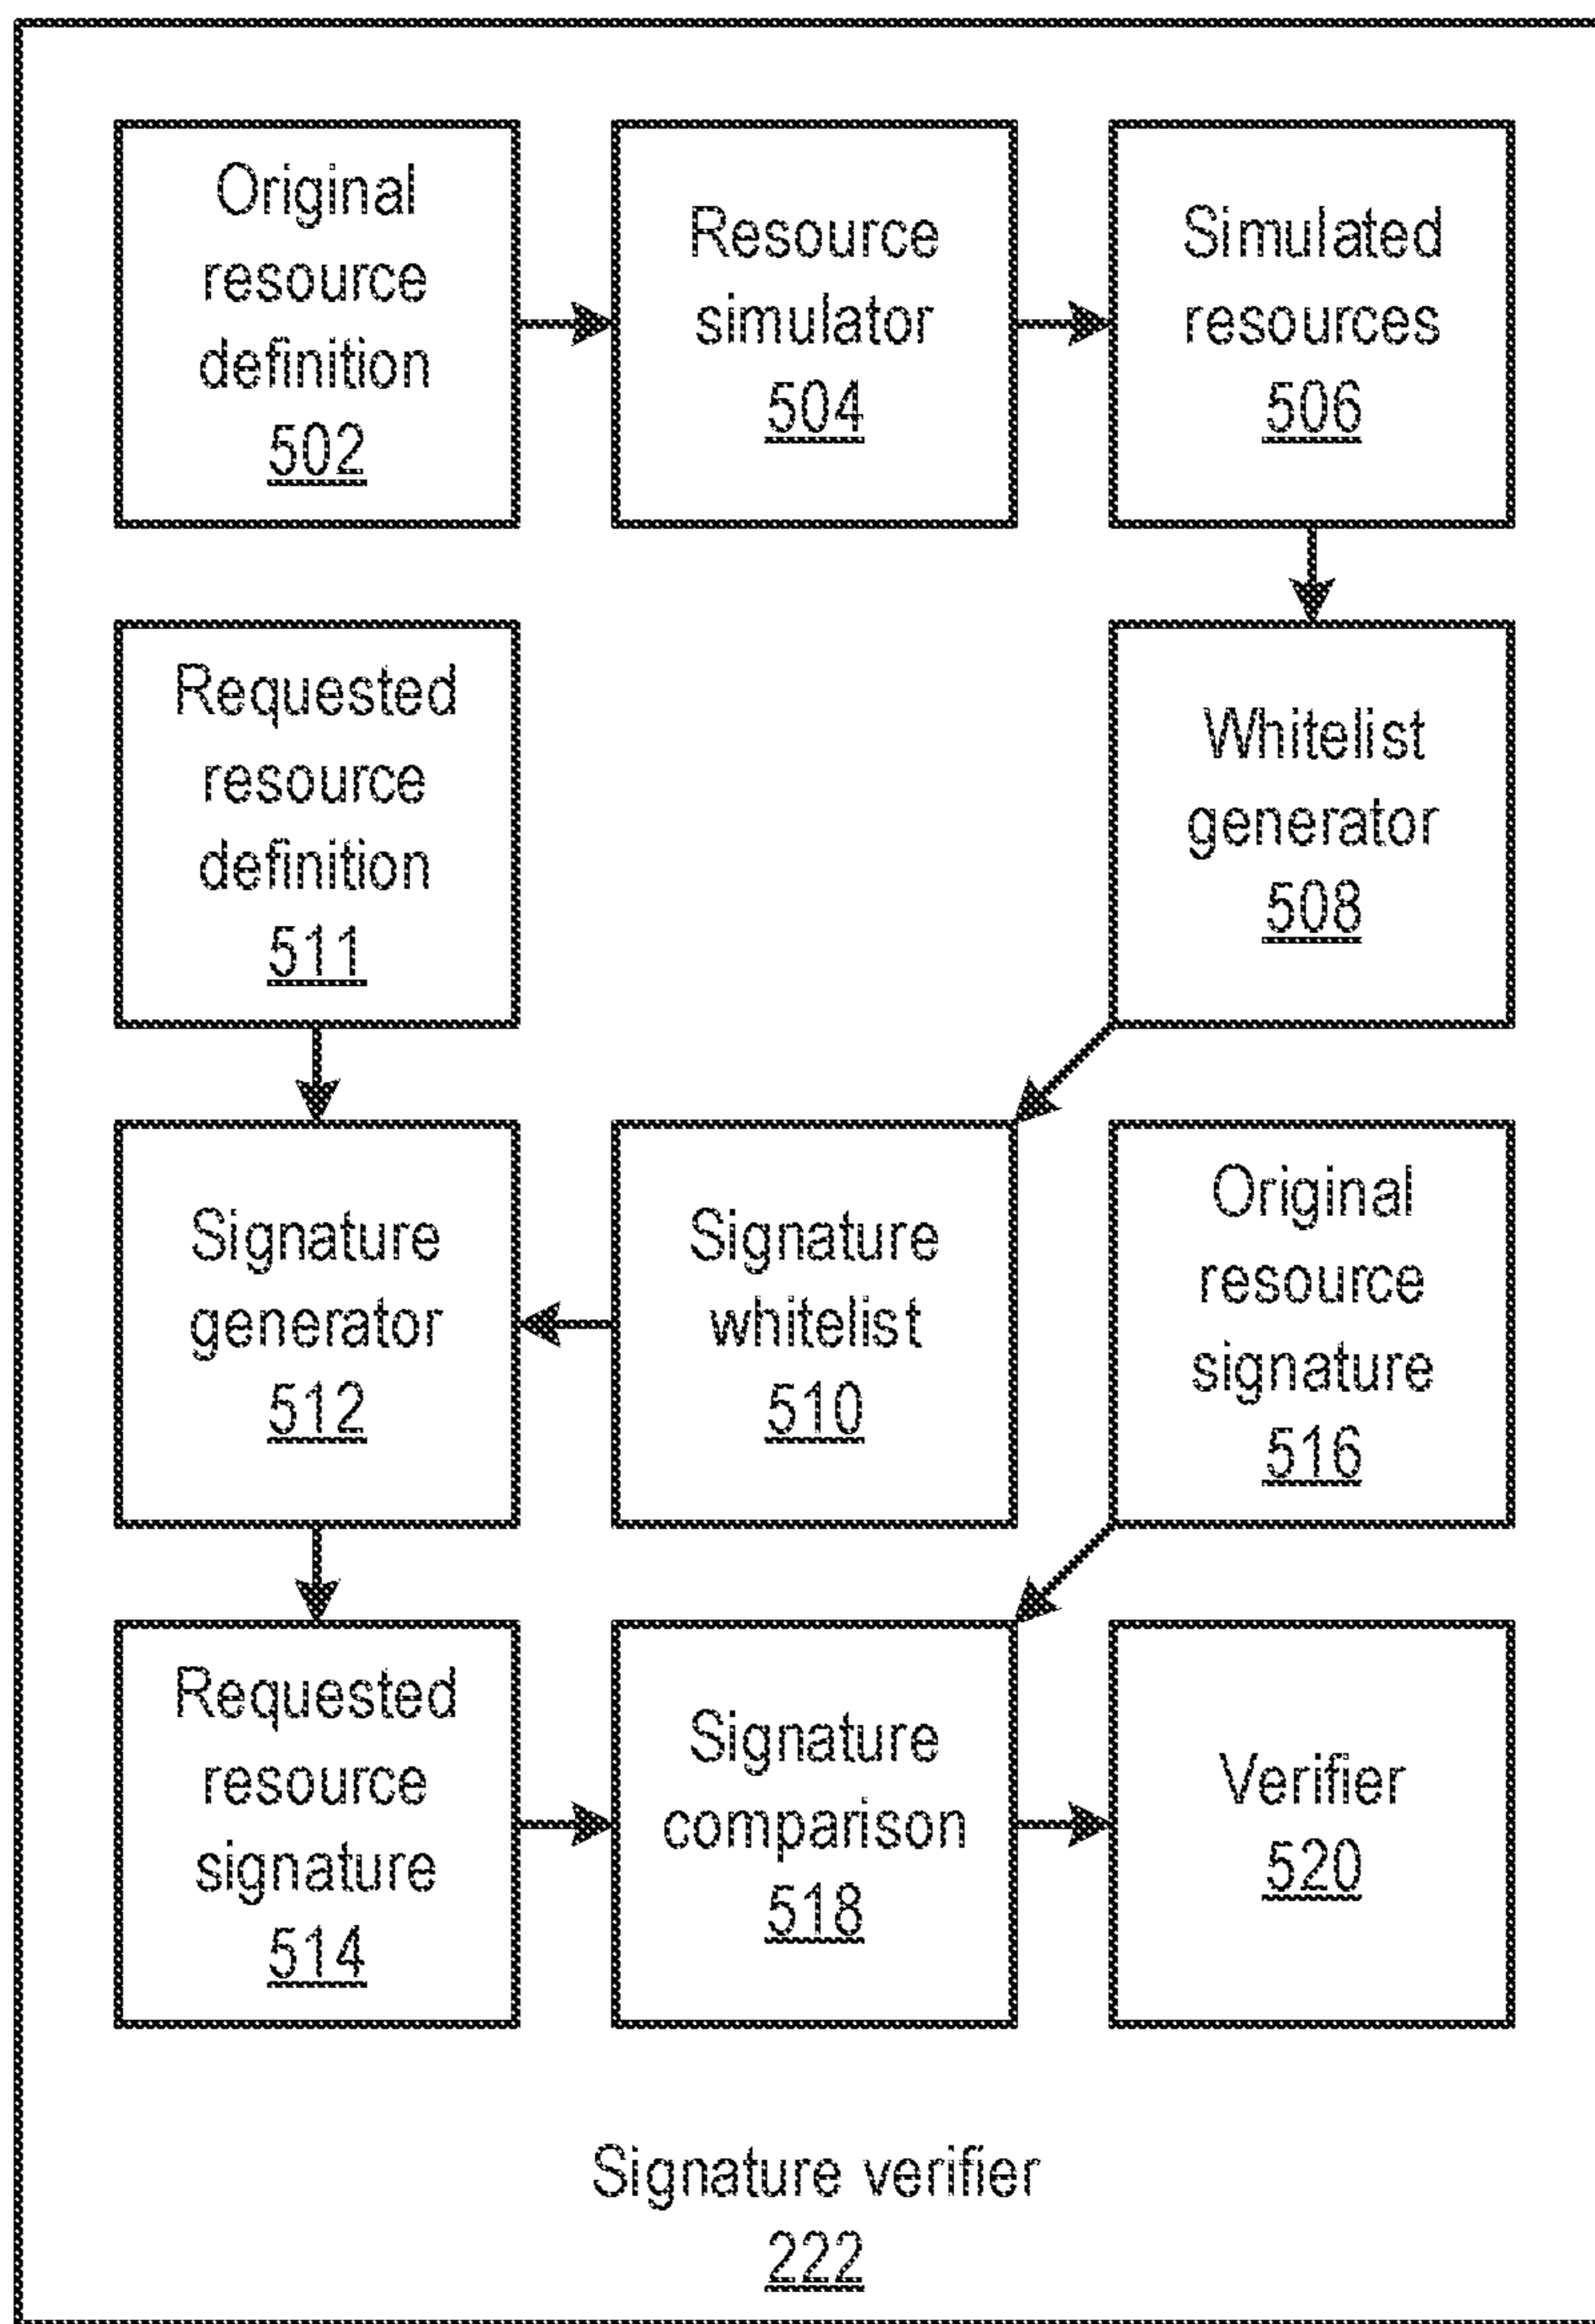 Original
resource
definition
502
Resource
simulator
504
Simulated
resources
506
Requested
resource
definition
511
Whitelist
generator
508
Signature
generator
512
Signature
whitelist
510
Original
resource
signature
516
Requested
resource
signature
514
Signature
comparison
518
Verifier
520
Signature verifier
222